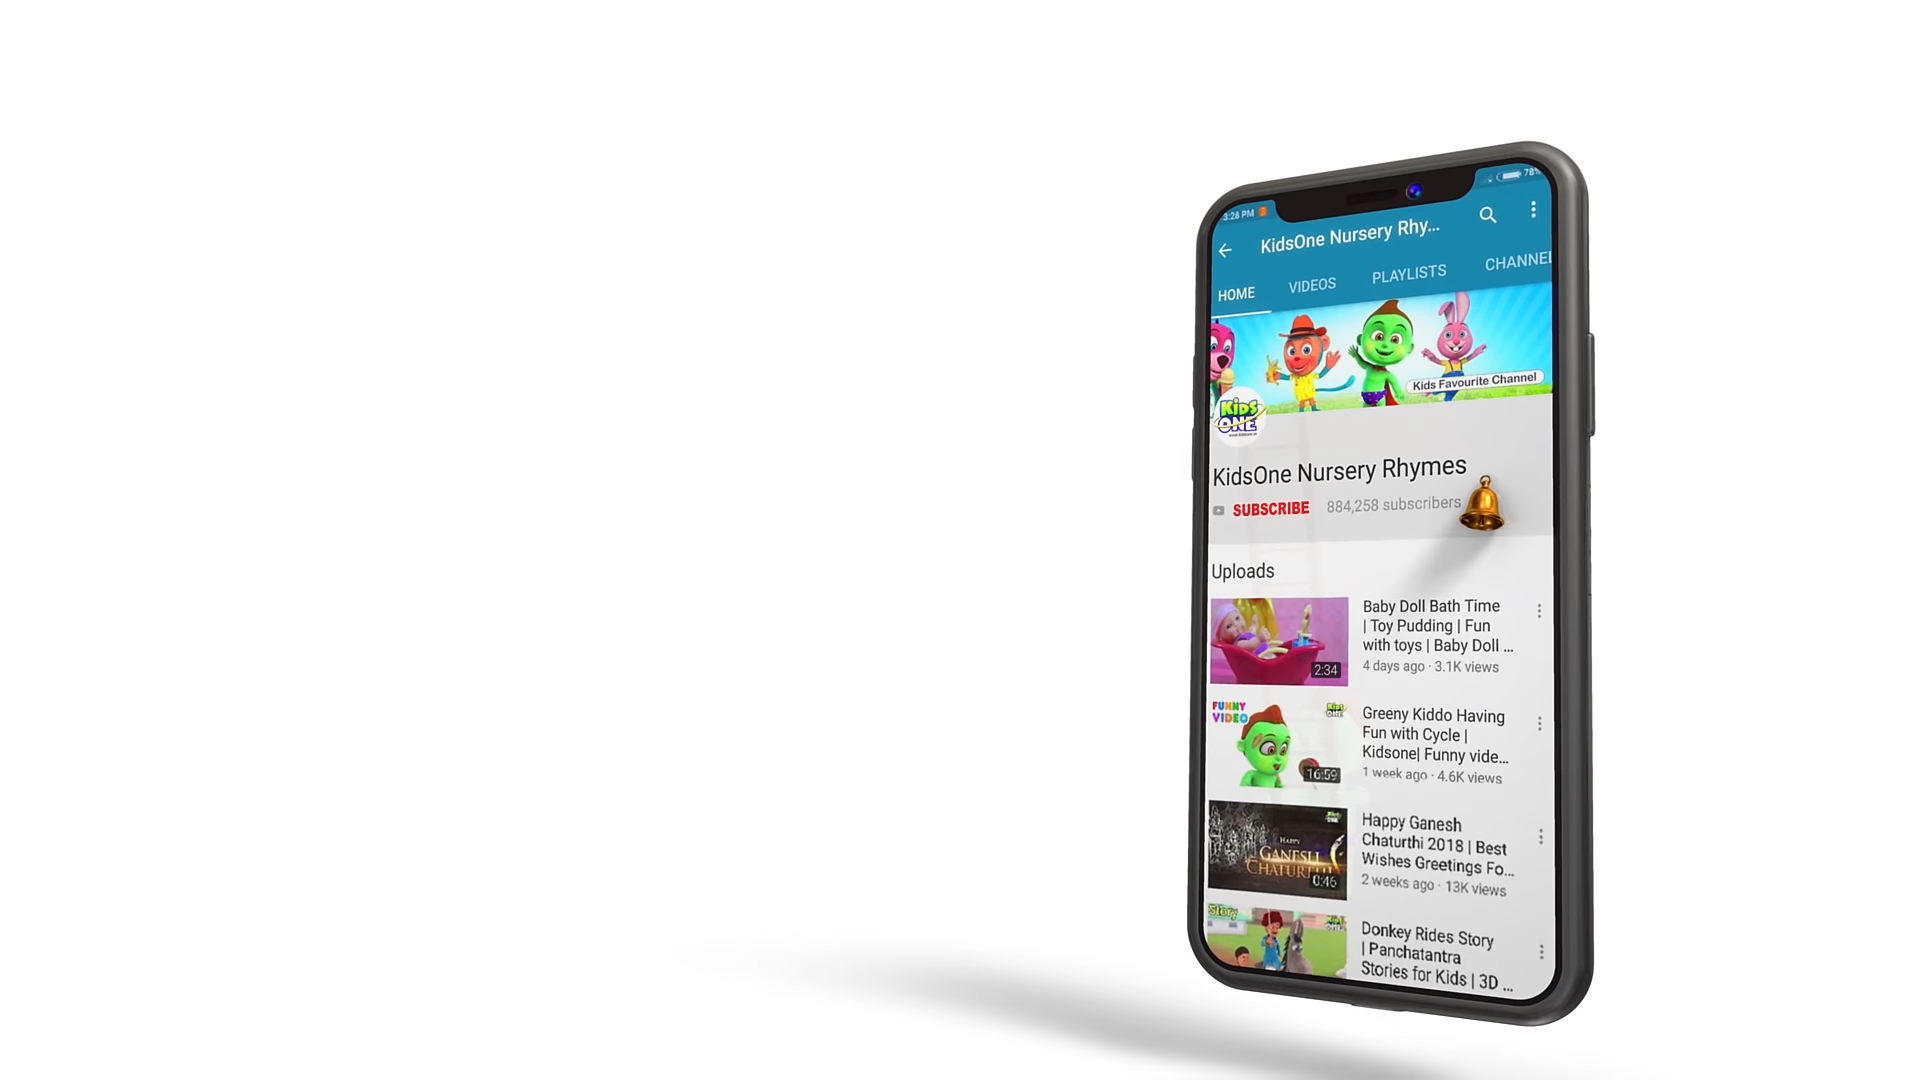 3:28 PM
78%
KidsOne Nursery Rhy...
HOME
VIDEOS
PLAYLISTS
CHANNEL
Kids Favourite Channel
KiDS
ONE
KidsOne Nursery Rhymes
SUBSCRIBE
884,258 subscribers
Uploads
2:34
Baby Doll Bath Time
| Toy Pudding | Fun
with toys | Baby Doll ...
4 days ago · 3.1K views
FUNNY
VIDEO
KiDS
ONE
16:59
Greeny Kiddo Having
Fun with Cycle |
Kidsone| Funny vide...
1 week ago · 4.6K views
HAPPY
GANESH
CHATURTHI
0:46
Happy Ganesh
Chaturthi 2018 | Best
Wishes Greetings Fo...
2 weeks ago · 13K views
Story
Donkey Rides Story
| Panchatantra
Stories for Kids | 3D ...